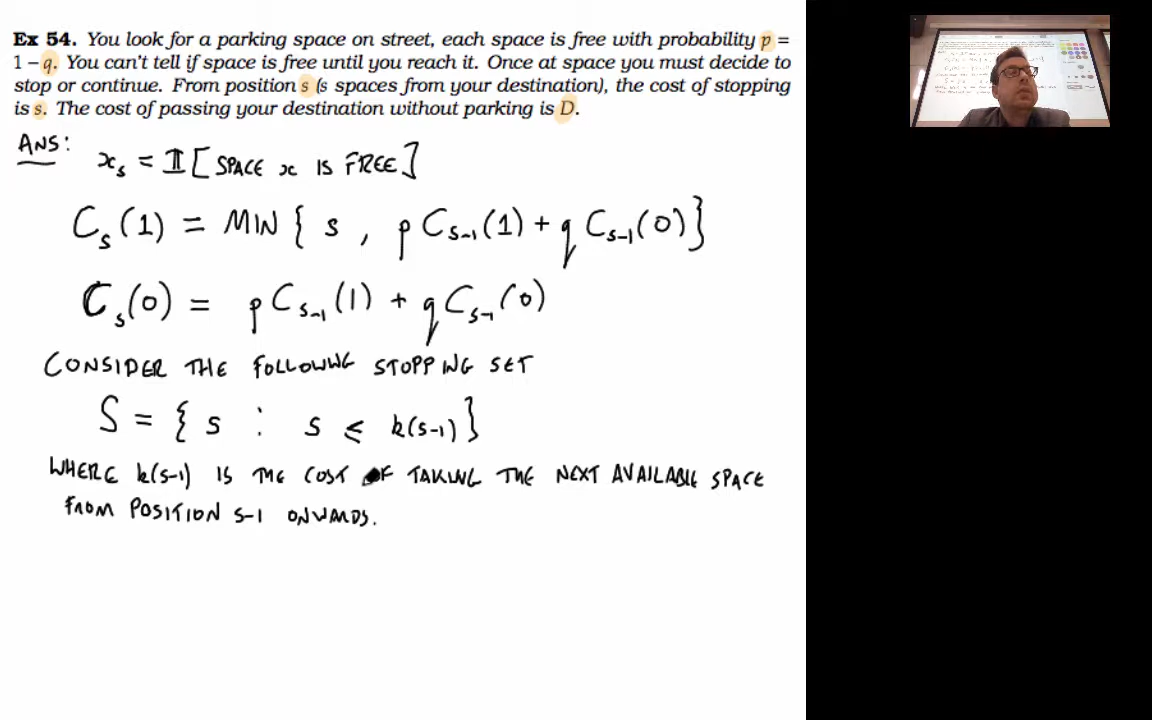 Ex 54. You look for a parking space on street, each space is free with probability p =
1 − q. You can't tell if space is free until you reach it. Once at space you must decide to
stop or continue. From position s (s spaces from your destination), the cost of stopping
is s. The cost of passing your destination without parking is D.
ANS: x_s = 𝕀 [ SPACE x IS FREE ]
C_s(1) = MIN { s , p C_{s-1}(1) + q C_{s-1}(0) }
C_s(0) = p C_{s-1}(1) + q C_{s-1}(0)
CONSIDER THE FOLLOWING STOPPING SET
S = { s : s ≤ k(s-1) }
WHERE k(s-1) IS THE COST OF TAKING THE NEXT AVAILABLE SPACE
FROM POSITION s-1 ONWARDS.